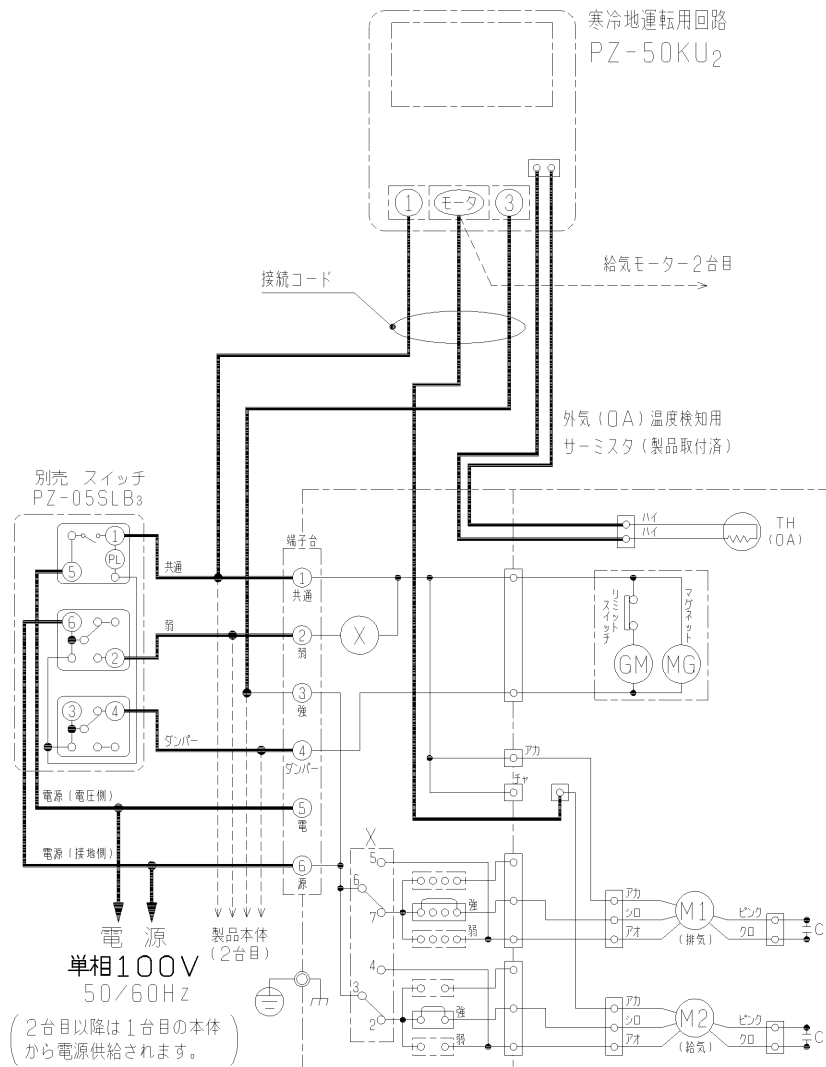 寒冷地運転用回路
PZ-50KU2
1 モータ 3
給気モーター2台目
接続コード
外気(OA)温度検知用
サーミスタ(製品取付済)
別売 スイッチ
PZ-05SLB3
ハイ
ハイ
TH
(OA)
端子台
1
PL
5
共通
1
共通
リミットスイッチ
マグネット
6
弱
2
弱
X
2
GM
MG
3
4
3
強
ダンパー
4
ダンパー
アカ
チャ
電源(電圧側)
5
電
電源(接地側)
6
源
X
5
6
7
強
弱
アカ
シロ
アオ
M1
(排気)
ピンク
クロ
C
電 源
単相100V
50/60Hz
製品本体
(2台目)
4
3
2
強
弱
アカ
シロ
アオ
M2
(給気)
ピンク
クロ
C
(2台目以降は1台目の本体
から電源供給されます。)